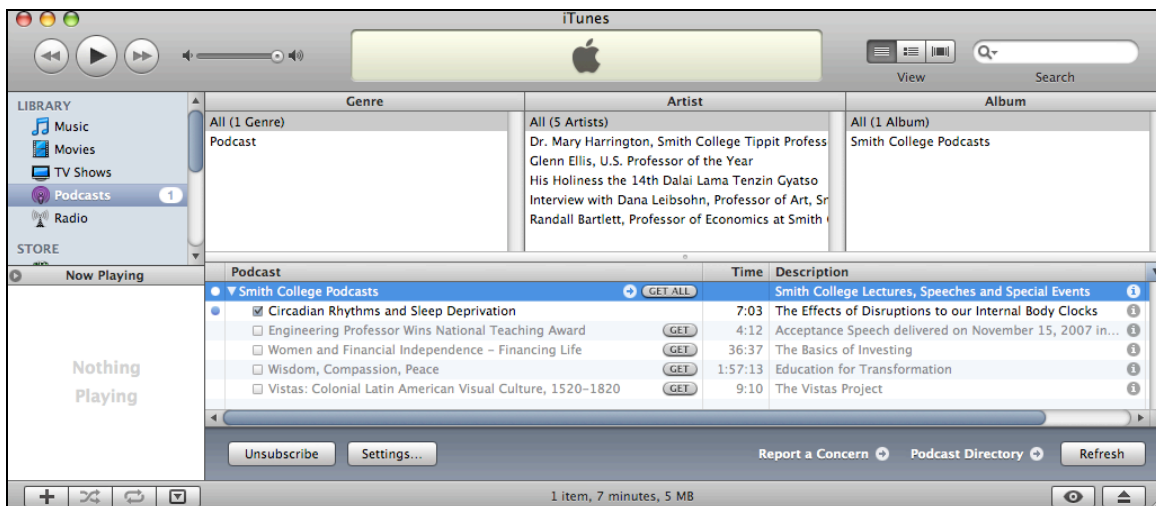 iTunes
View
Search
LIBRARY
Music
Movies
TV Shows
Podcasts 1
Radio
STORE
Genre
All (1 Genre)
Podcast
Artist
All (5 Artists)
Dr. Mary Harrington, Smith College Tippit Profess
Glenn Ellis, U.S. Professor of the Year
His Holiness the 14th Dalai Lama Tenzin Gyatso
Interview with Dana Leibsohn, Professor of Art, Sr
Randall Bartlett, Professor of Economics at Smith
Album
All (1 Album)
Smith College Podcasts
Now Playing
Nothing
Playing
Podcast Time Description
Smith College Podcasts GET ALL Smith College Lectures, Speeches and Special Events
Circadian Rhythms and Sleep Deprivation 7:03 The Effects of Disruptions to our Internal Body Clocks
Engineering Professor Wins National Teaching Award GET 4:12 Acceptance Speech delivered on November 15, 2007 in...
Women and Financial Independence – Financing Life GET 36:37 The Basics of Investing
Wisdom, Compassion, Peace GET 1:57:13 Education for Transformation
Vistas: Colonial Latin American Visual Culture, 1520–1820 GET 9:10 The Vistas Project
Unsubscribe Settings... Report a Concern Podcast Directory Refresh
1 item, 7 minutes, 5 MB